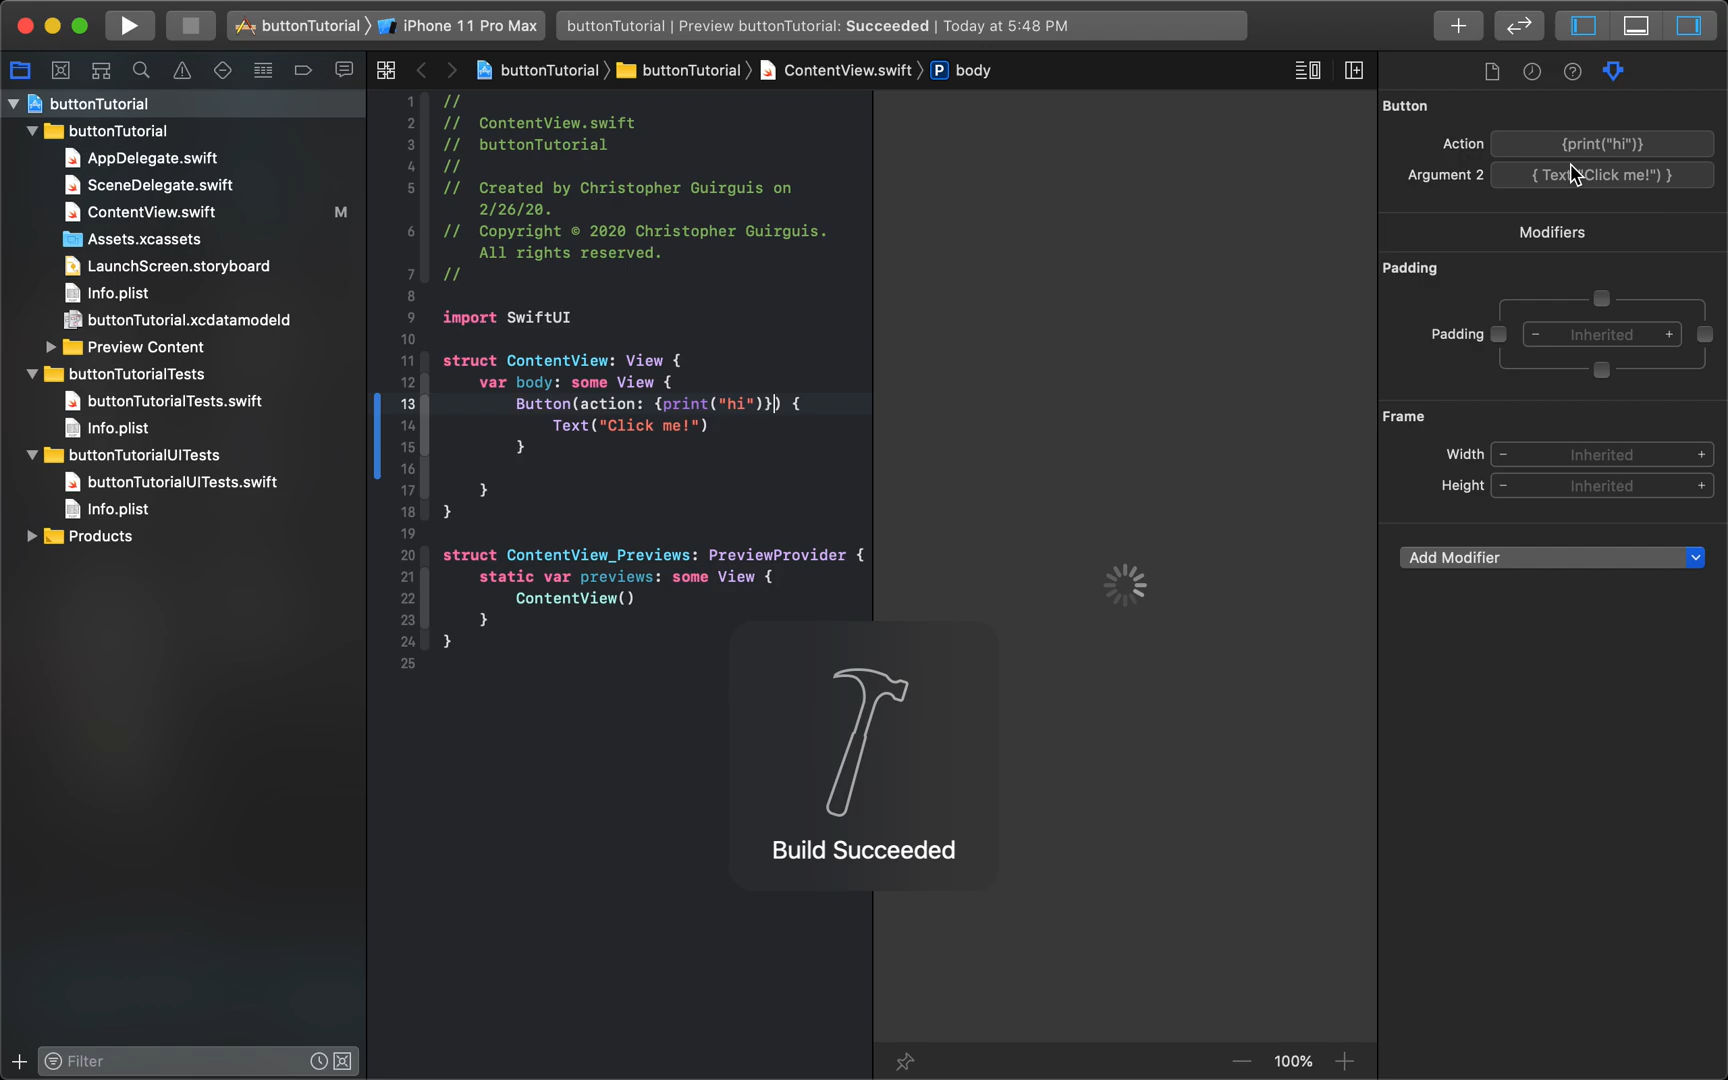 buttonTutorial 〉 iPhone 11 Pro Max
buttonTutorial | Preview buttonTutorial: Succeeded | Today at 5:48 PM
buttonTutorial 〉 buttonTutorial 〉 ContentView.swift 〉 P body
buttonTutorial
buttonTutorial
AppDelegate.swift
SceneDelegate.swift
ContentView.swift M
Assets.xcassets
LaunchScreen.storyboard
Info.plist
buttonTutorial.xcdatamodeld
Preview Content
buttonTutorialTests
buttonTutorialTests.swift
Info.plist
buttonTutorialUITests
buttonTutorialUITests.swift
Info.plist
Products
Filter
1 //
2 // ContentView.swift
3 // buttonTutorial
4 //
5 // Created by Christopher Guirguis on
2/26/20.
6 // Copyright © 2020 Christopher Guirguis.
All rights reserved.
7 //
8
9 import SwiftUI
10
11 struct ContentView: View {
12 var body: some View {
13 Button(action: {print("hi")}) {
14 Text("Click me!")
15 }
16
17 }
18 }
19
20 struct ContentView_Previews: PreviewProvider {
21 static var previews: some View {
22 ContentView()
23 }
24 }
25
Build Succeeded
100%
Button
Action {print("hi")}
Argument 2 { Text("Click me!") }
Modifiers
Padding
Padding − Inherited +
Frame
Width − Inherited +
Height − Inherited +
Add Modifier